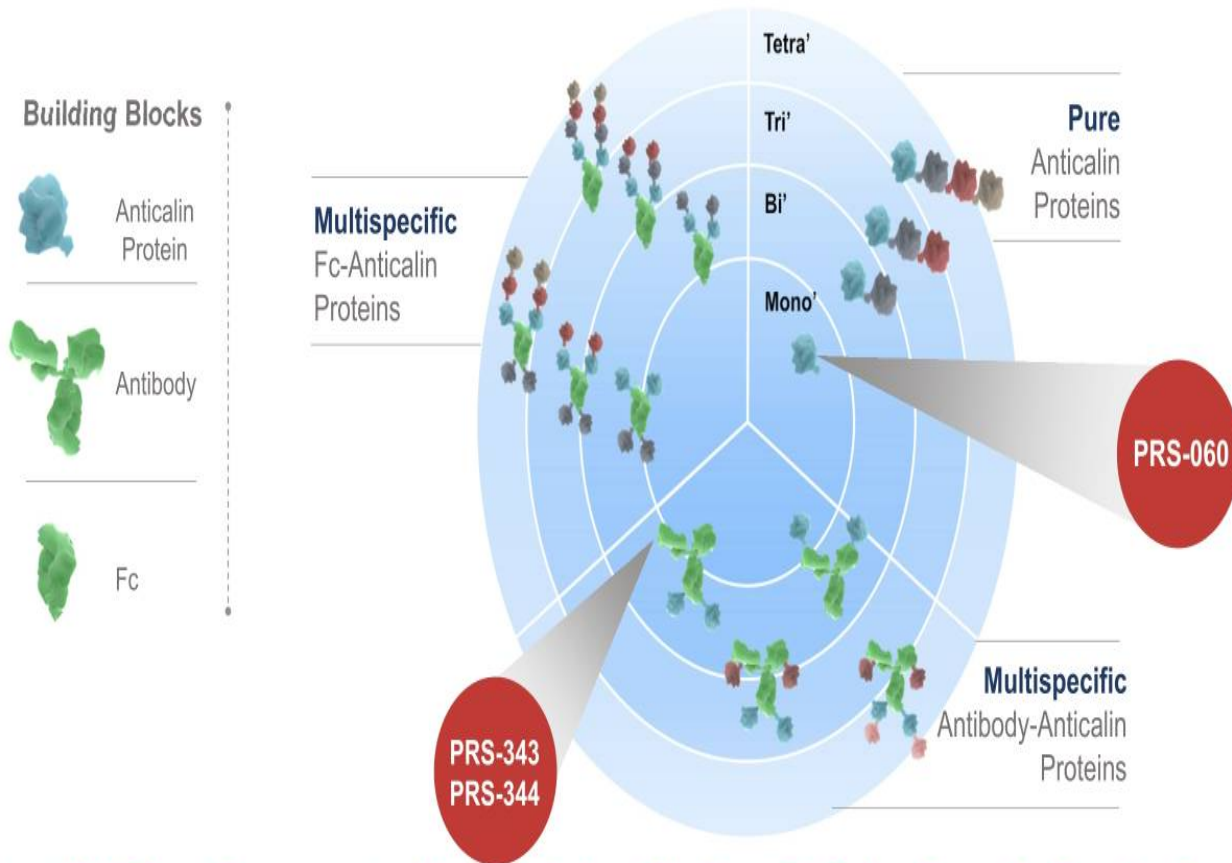 Building Blocks
Anticalin
Protein
Antibody
Fc
Multispecific
Fc-Anticalin
Proteins
Tetra'
Tri'
Bi'
Mono'
Pure
Anticalin
Proteins
PRS-060
PRS-343
PRS-344
Multispecific
Antibody-Anticalin
Proteins